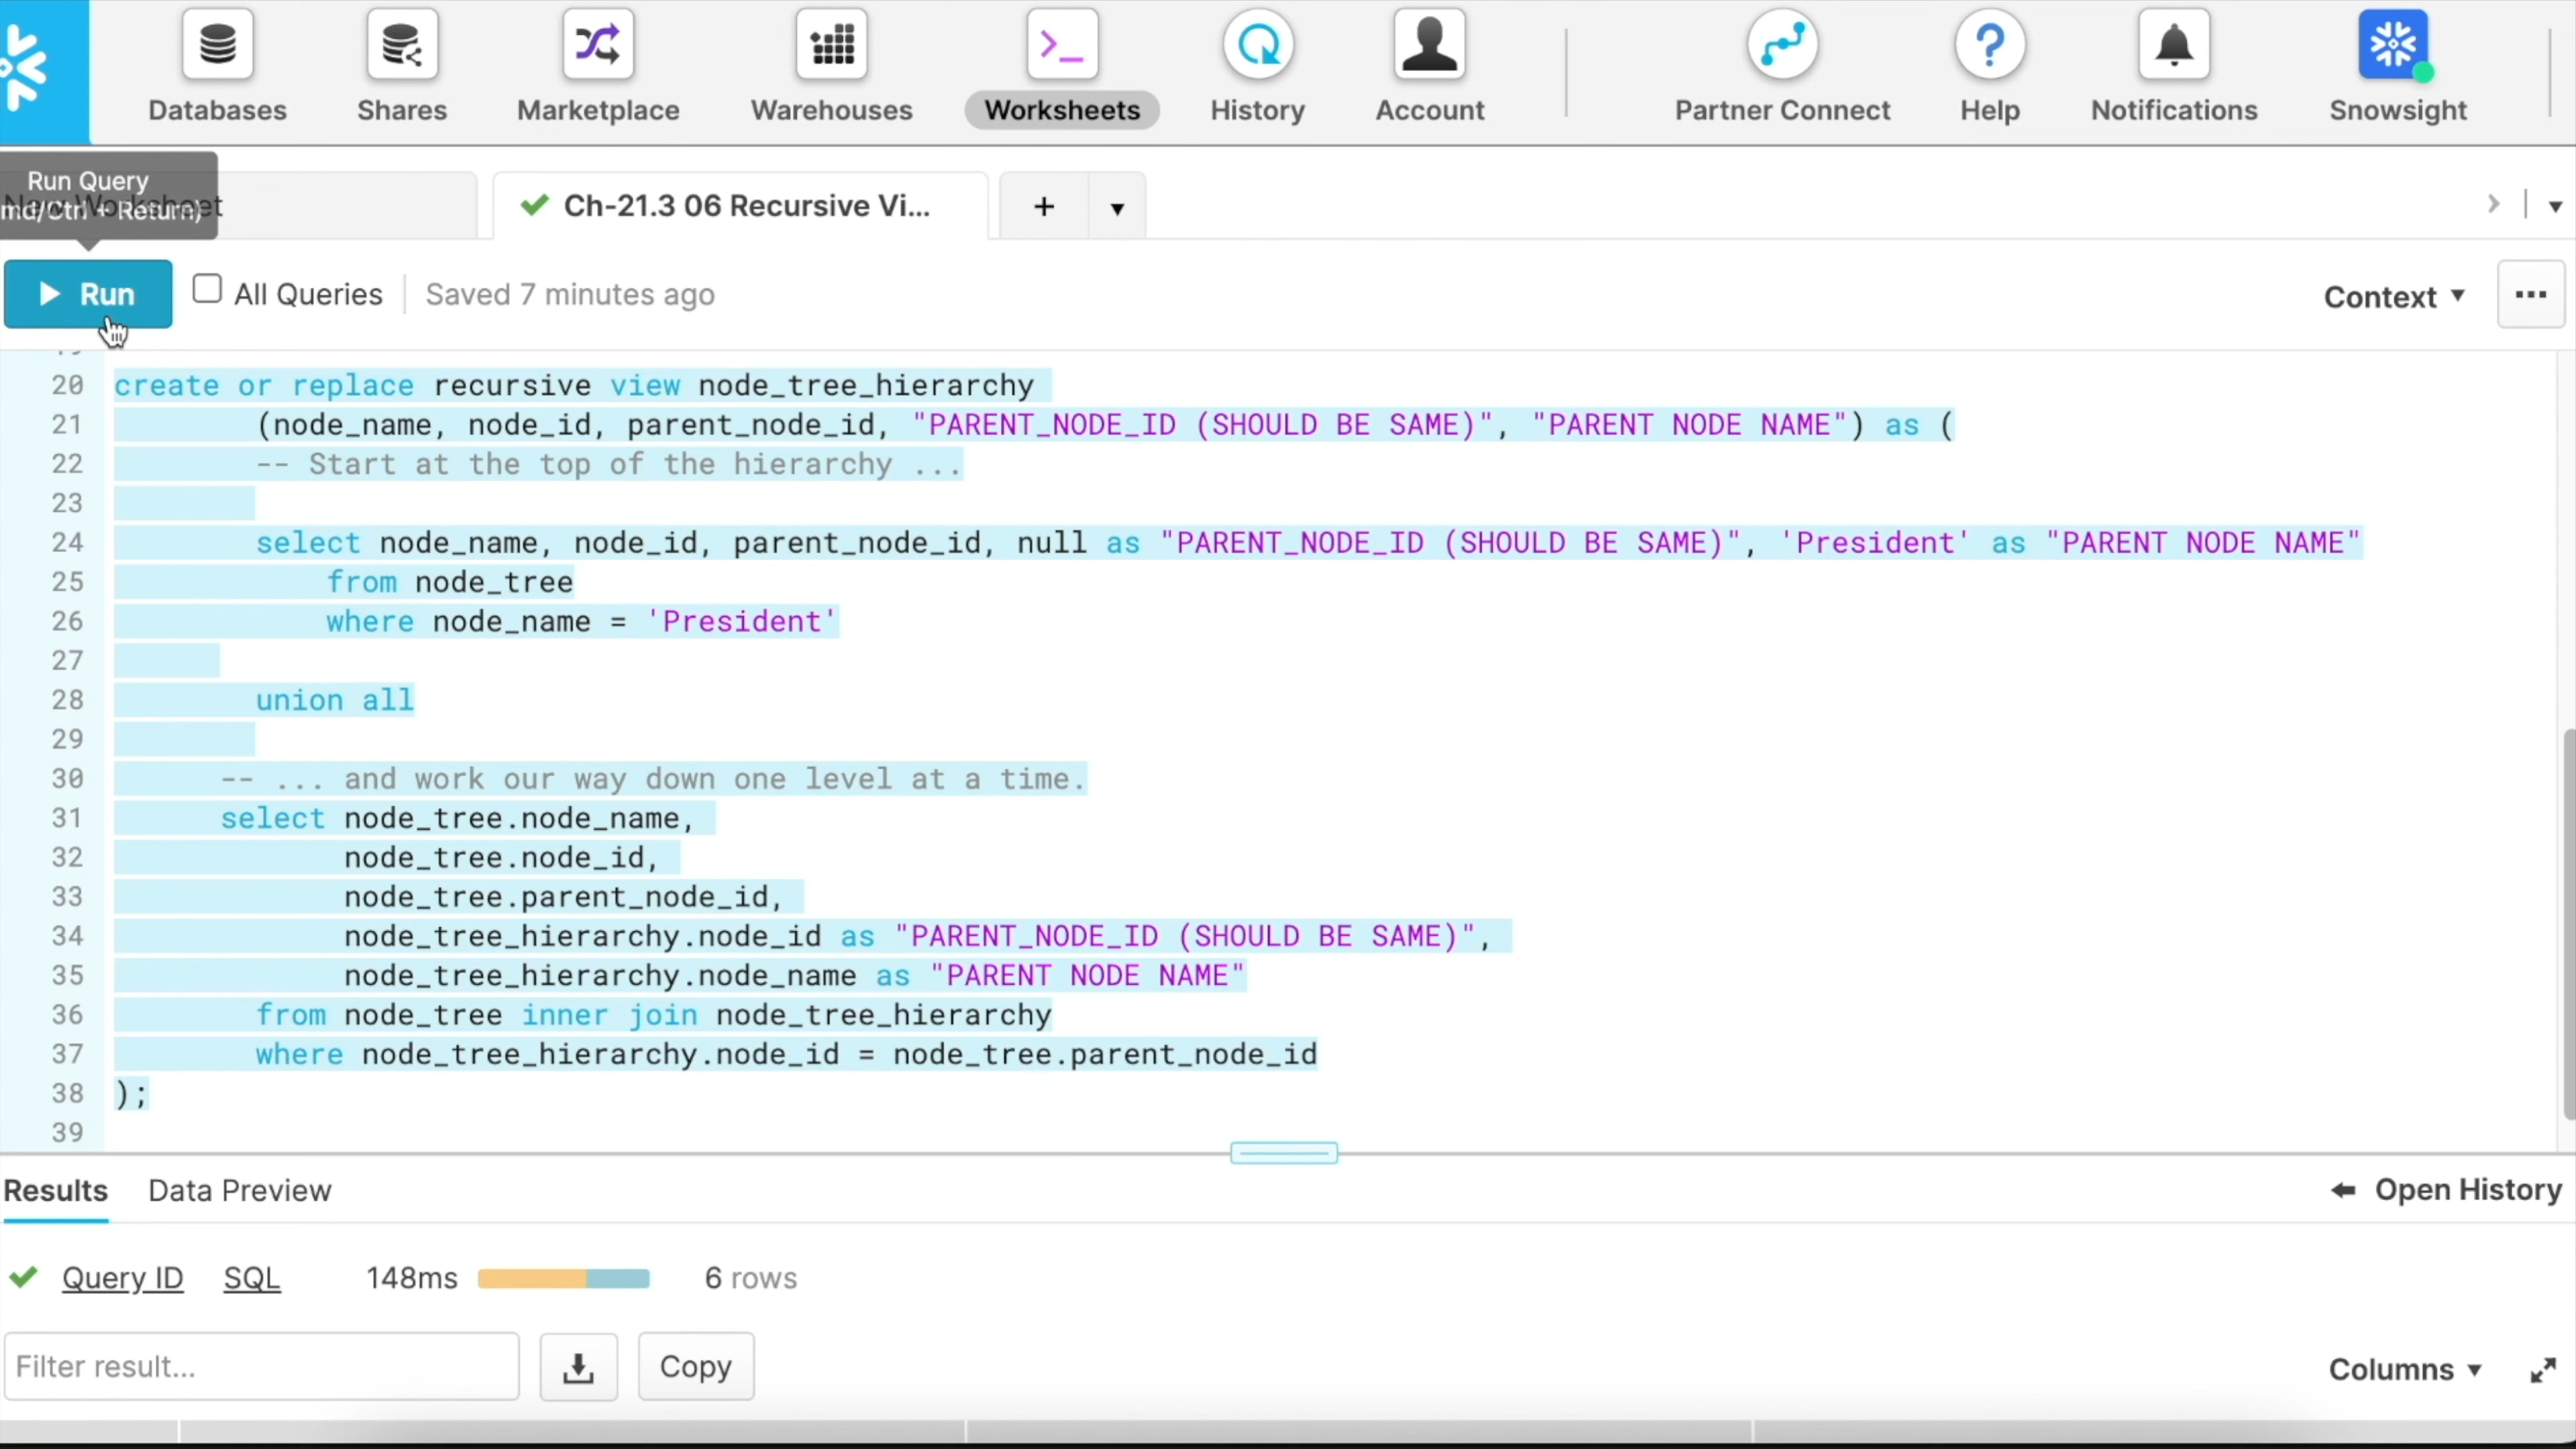 Databases
Shares
Marketplace
Warehouses
Worksheets
History
Account
Partner Connect
Help
Notifications
Snowsight
Run Query
md/Ctrl + Return)
Ch-21.3 06 Recursive Vi...
Run
All Queries
Saved 7 minutes ago
Context
20 create or replace recursive view node_tree_hierarchy
21 (node_name, node_id, parent_node_id, "PARENT_NODE_ID (SHOULD BE SAME)", "PARENT NODE NAME") as (
22 -- Start at the top of the hierarchy ...
23
24 select node_name, node_id, parent_node_id, null as "PARENT_NODE_ID (SHOULD BE SAME)", 'President' as "PARENT NODE NAME"
25 from node_tree
26 where node_name = 'President'
27
28 union all
29
30 -- ... and work our way down one level at a time.
31 select node_tree.node_name,
32 node_tree.node_id,
33 node_tree.parent_node_id,
34 node_tree_hierarchy.node_id as "PARENT_NODE_ID (SHOULD BE SAME)",
35 node_tree_hierarchy.node_name as "PARENT NODE NAME"
36 from node_tree inner join node_tree_hierarchy
37 where node_tree_hierarchy.node_id = node_tree.parent_node_id
38 );
39
Results
Data Preview
Open History
Query ID
SQL
148ms
6 rows
Filter result...
Copy
Columns